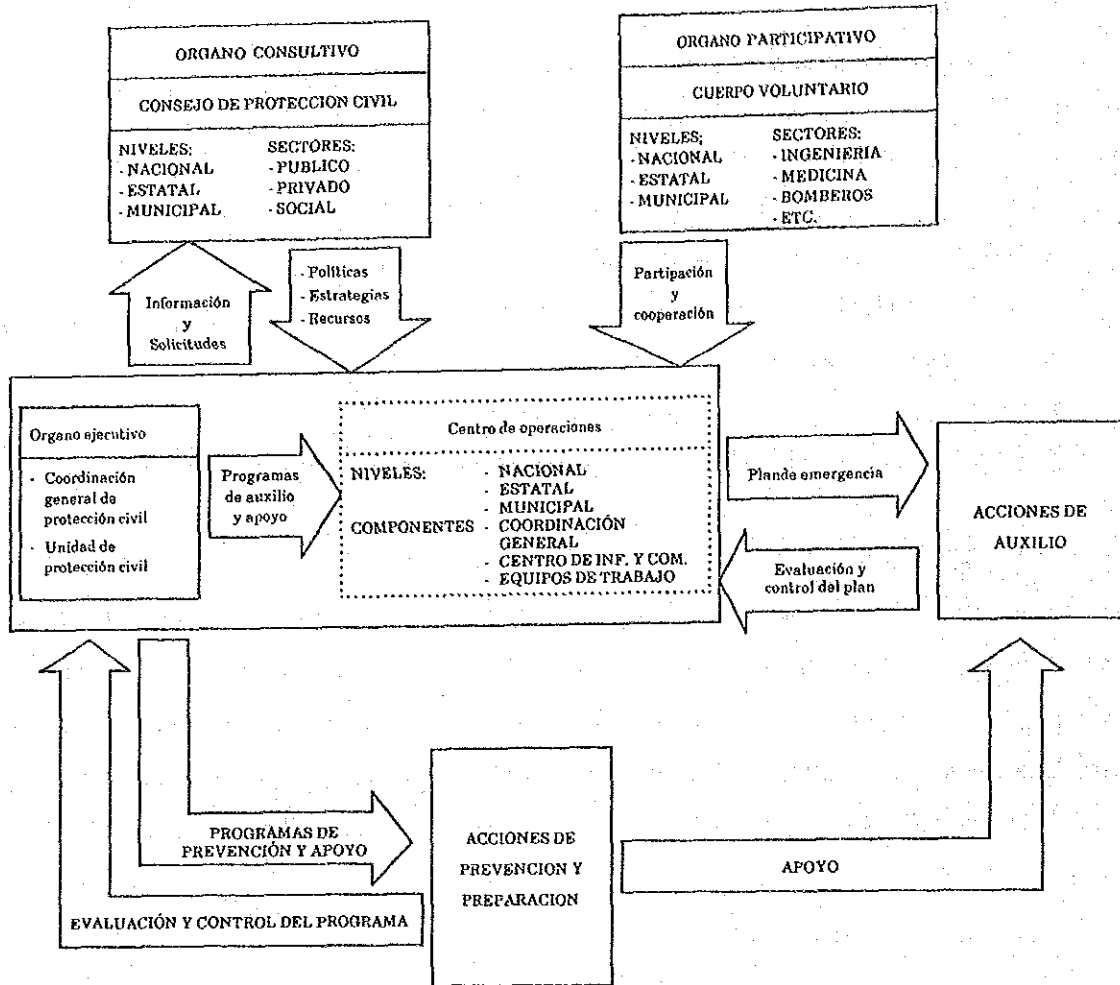 ORGANO CONSULTIVO
CONSEJO DE PROTECCION CIVIL
NIVELES;
- NACIONAL
- ESTATAL
- MUNICIPAL
SECTORES:
- PUBLICO
- PRIVADO
- SOCIAL
ORGANO PARTICIPATIVO
CUERPO VOLUNTARIO
NIVELES;
- NACIONAL
- ESTATAL
- MUNICIPAL
SECTORES:
- INGENIERIA
- MEDICINA
- BOMBEROS
- ETC.
Información
y
Solicitudes
- Políticas
- Estrategias
- Recursos
Partipación
y
cooperación
Organo ejecutivo
- Coordinación
general de
protección civil
- Unidad de
protección civil
Programas
de auxilio
y apoyo
Centro de operaciones
NIVELES:
- NACIONAL
- ESTATAL
- MUNICIPAL
COMPONENTES
- COORDINACIÓN
GENERAL
- CENTRO DE INF. Y COM.
- EQUIPOS DE TRABAJO
Plande emergencia
Evaluación y
control del plan
ACCIONES DE
AUXILIO
PROGRAMAS DE
PREVENCIÓN Y APOYO
EVALUACIÓN Y CONTROL DEL PROGRAMA
ACCIONES DE
PREVENCION Y
PREPARACION
APOYO